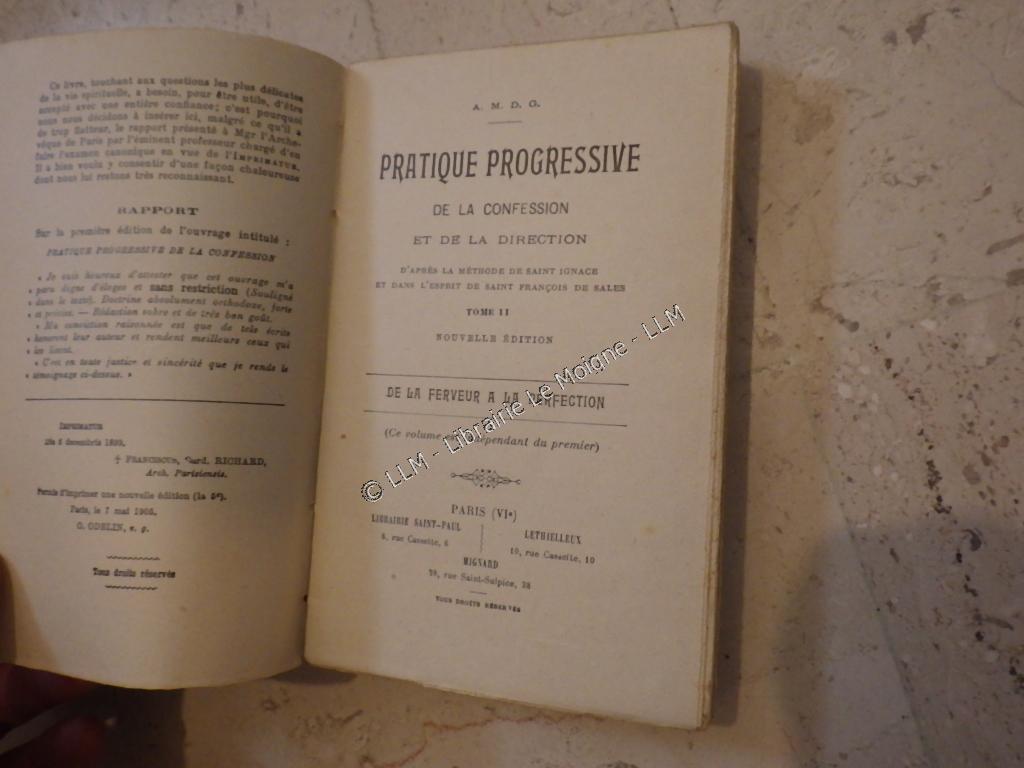 Ce livre, touchant aux questions les plus délicates
de la vie spirituelle, a besoin, pour être utile, d'être
accepté avec une entière confiance; c'est pourquoi
nous nous décidons à insérer ici, malgré ce qu'il a
de trop flatteur, le rapport présenté à Mgr l'Arche-
vêque de Paris par l'éminent professeur chargé d'en
faire l'examen canonique en vue de l'IMPRIMATUR.
Il a bien voulu y consentir d'une façon chaloureuse
dont nous lui restons très reconnaissant.
RAPPORT
Sur la première édition de l'ouvrage intitulé :
PRATIQUE PROGRESSIVE DE LA CONFESSION
« Je suis heureux d'attester que cet ouvrage m'a
« paru digne d'éloges et sans restriction (Souligné
« dans le texte). Doctrine absolument orthodoxe, forte
« et précise. — Rédaction sobre et de très bon goût.
« Ma conviction raisonnée est que de tels écrits
« honorent leur auteur et rendent meilleurs ceux qui
« les lisent.
« C'est en toute justice et sincérité que je rends le
« témoignage ci-dessus. »
IMPRIMATUR
Die 6 decembris 1899.
† FRANCISCUS, Card. RICHARD,
Arch. Parisiensis.
Permis d'imprimer une nouvelle édition (la 5e).
Paris, le 7 mai 1906.
G. ODELIN, v. g.
Tous droits réservés
A. M. D. G.
PRATIQUE PROGRESSIVE
DE LA CONFESSION
ET DE LA DIRECTION
D'APRÈS LA MÉTHODE DE SAINT IGNACE
ET DANS L'ESPRIT DE SAINT FRANÇOIS DE SALES
TOME II
NOUVELLE ÉDITION
DE LA FERVEUR A LA PERFECTION
(Ce volume est indépendant du premier)
PARIS (VIe)
LIBRAIRIE SAINT-PAUL
6, rue Cassette, 6
LETHIELLEUX
10, rue Cassette, 10
MIGNARD
rue Saint-Sulpice, 38
TOUS DROITS RÉSERVÉS
© LLM - Librairie Le Moigne - LLM